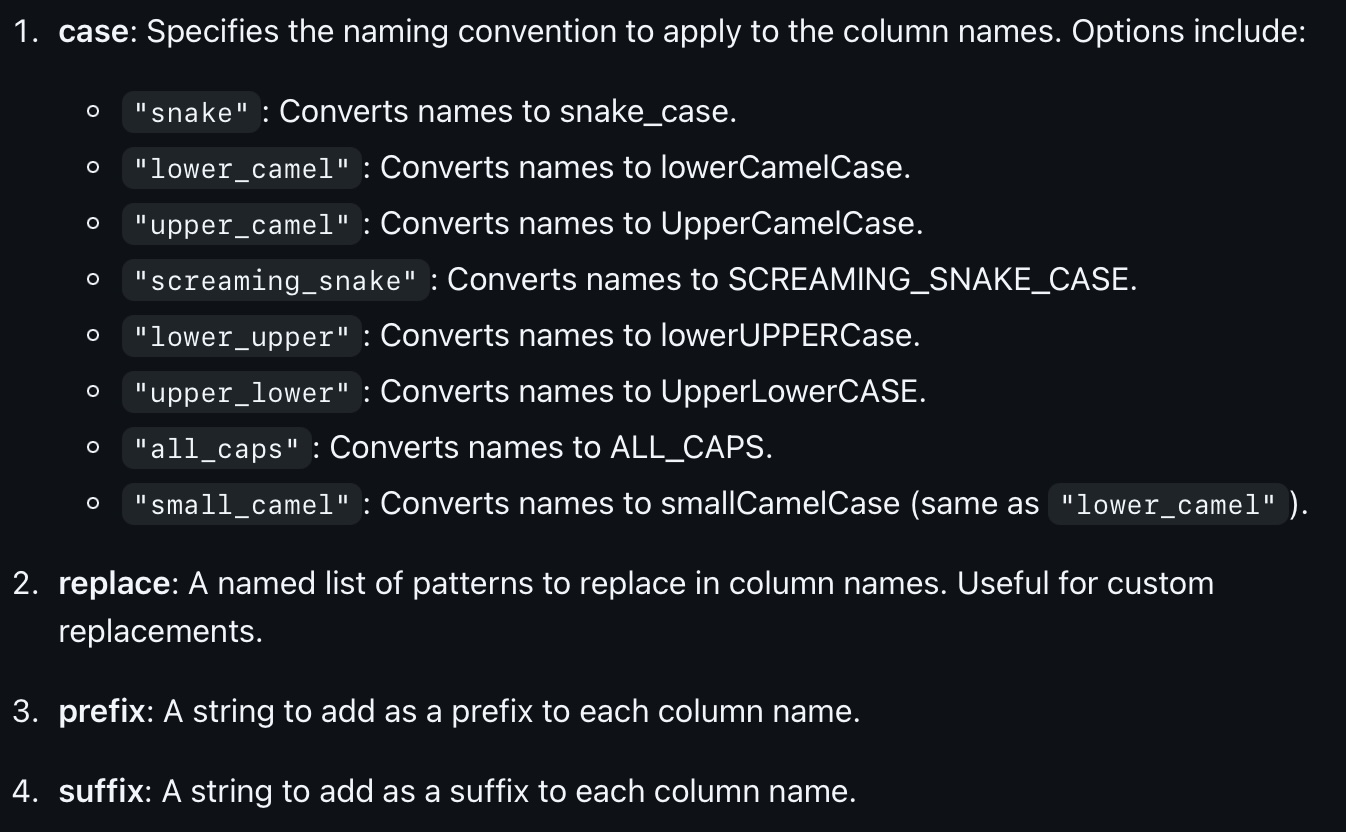 1. case: Specifies the naming convention to apply to the column names. Options include:
"snake": Converts names to snake_case.
"lower_camel": Converts names to lowerCamelCase.
"upper_camel": Converts names to UpperCamelCase.
"screaming_snake": Converts names to SCREAMING_SNAKE_CASE.
"lower_upper": Converts names to lowerUPPERCase.
"upper_lower": Converts names to UpperLowerCASE.
"all_caps": Converts names to ALL_CAPS.
"small_camel": Converts names to smallCamelCase (same as "lower_camel").
2. replace: A named list of patterns to replace in column names. Useful for custom
replacements.
3. prefix: A string to add as a prefix to each column name.
4. suffix: A string to add as a suffix to each column name.